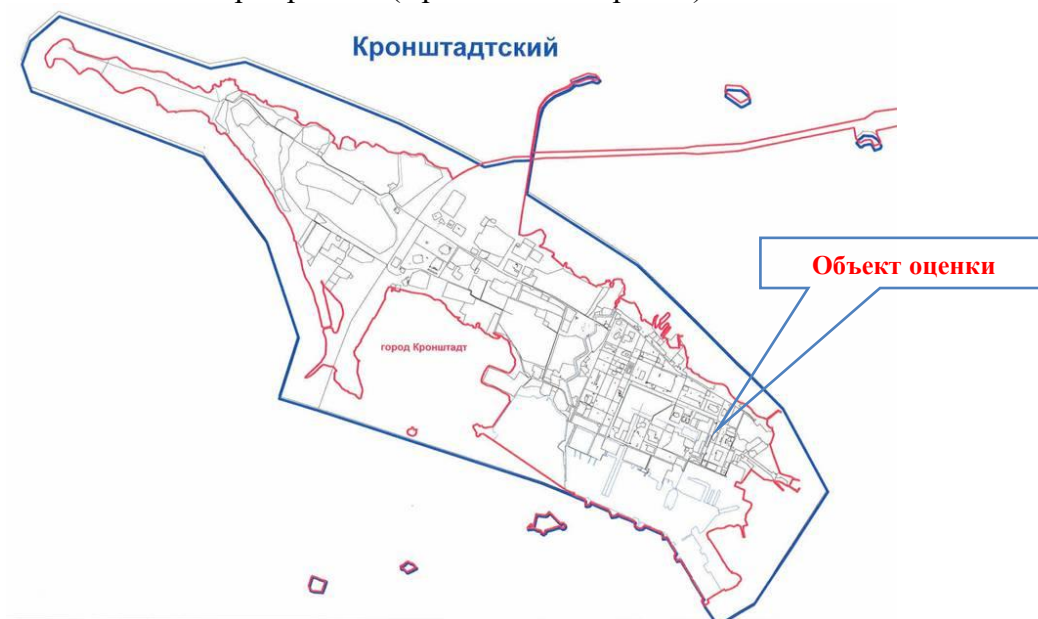 Кронштадтский
Объект оценки
город Кронштадт